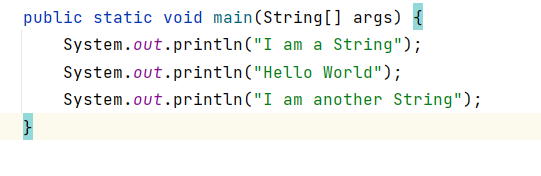 public static void main(String[] args) {
    System.out.println("I am a String");
    System.out.println("Hello World");
    System.out.println("I am another String");
}